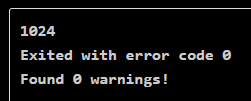 1024
Exited with error code 0
Found 0 warnings!